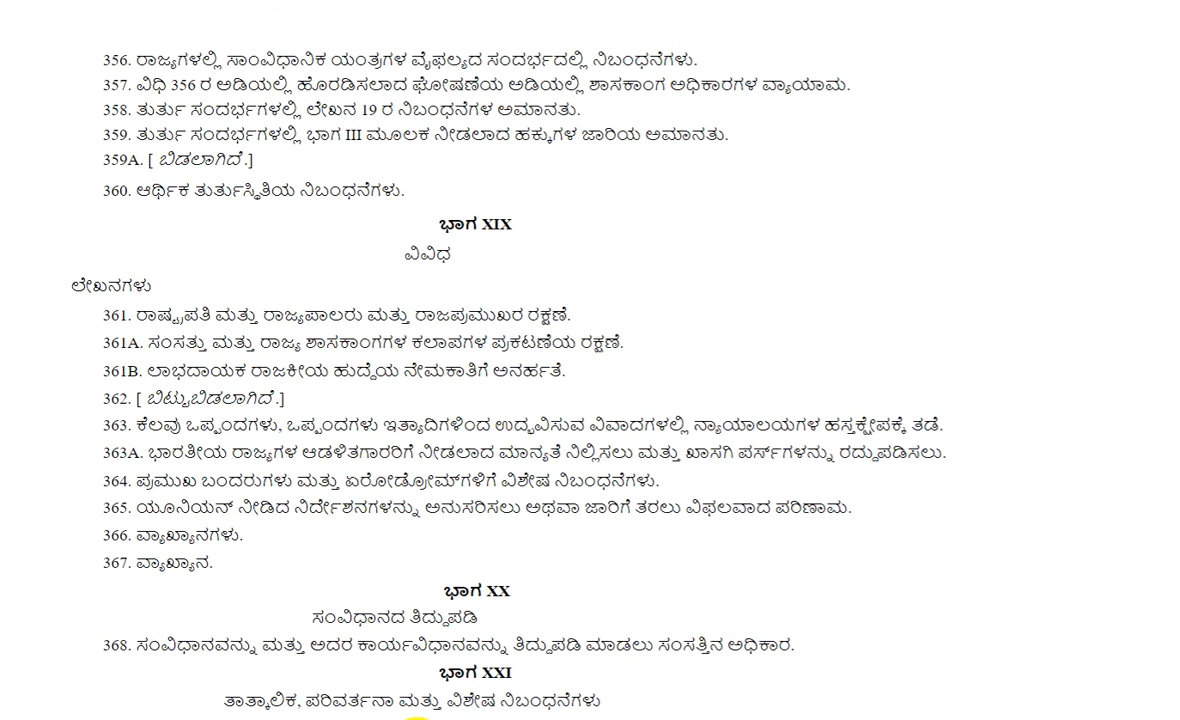 356. ರಾಜ್ಯಗಳಲ್ಲಿ ಸಾಂವಿಧಾನಿಕ ಯಂತ್ರಗಳ ವೈಫಲ್ಯದ ಸಂದರ್ಭದಲ್ಲಿ ನಿಬಂಧನೆಗಳು.
357. ವಿಧಿ 356 ರ ಅಡಿಯಲ್ಲಿ ಹೊರಡಿಸಲಾದ ಘೋಷಣೆಯ ಅಡಿಯಲ್ಲಿ ಶಾಸಕಾಂಗ ಅಧಿಕಾರಗಳ ವ್ಯಾಯಾಮ.
358. ತುರ್ತು ಸಂದರ್ಭಗಳಲ್ಲಿ ಲೇಖನ 19 ರ ನಿಬಂಧನೆಗಳ ಅಮಾನತು.
359. ತುರ್ತು ಸಂದರ್ಭಗಳಲ್ಲಿ ಭಾಗ III ಮೂಲಕ ನೀಡಲಾದ ಹಕ್ಕುಗಳ ಜಾರಿಯ ಅಮಾನತು.
359A. [ ಬಿಡಲಾಗಿದೆ .]
360. ಆರ್ಥಿಕ ತುರ್ತುಸ್ಥಿತಿಯ ನಿಬಂಧನೆಗಳು.
ಭಾಗ XIX
ವಿವಿಧ
ಲೇಖನಗಳು
361. ರಾಷ್ಟ್ರಪತಿ ಮತ್ತು ರಾಜ್ಯಪಾಲರು ಮತ್ತು ರಾಜಪ್ರಮುಖರ ರಕ್ಷಣೆ.
361A. ಸಂಸತ್ತು ಮತ್ತು ರಾಜ್ಯ ಶಾಸಕಾಂಗಗಳ ಕಲಾಪಗಳ ಪ್ರಕಟಣೆಯ ರಕ್ಷಣೆ.
361B. ಲಾಭದಾಯಕ ರಾಜಕೀಯ ಹುದ್ದೆಯ ನೇಮಕಾತಿಗೆ ಅನರ್ಹತೆ.
362. [ ಬಿಟ್ಟುಬಿಡಲಾಗಿದೆ .]
363. ಕೆಲವು ಒಪ್ಪಂದಗಳು, ಒಪ್ಪಂದಗಳು ಇತ್ಯಾದಿಗಳಿಂದ ಉದ್ಭವಿಸುವ ವಿವಾದಗಳಲ್ಲಿ ನ್ಯಾಯಾಲಯಗಳ ಹಸ್ತಕ್ಷೇಪಕ್ಕೆ ತಡೆ.
363A. ಭಾರತೀಯ ರಾಜ್ಯಗಳ ಆಡಳಿತಗಾರರಿಗೆ ನೀಡಲಾದ ಮಾನ್ಯತೆ ನಿಲ್ಲಿಸಲು ಮತ್ತು ಖಾಸಗಿ ಪರ್ಸ್‌ಗಳನ್ನು ರದ್ದುಪಡಿಸಲು.
364. ಪ್ರಮುಖ ಬಂದರುಗಳು ಮತ್ತು ಏರೋಡ್ರೋಮ್‌ಗಳಿಗೆ ವಿಶೇಷ ನಿಬಂಧನೆಗಳು.
365. ಯೂನಿಯನ್ ನೀಡಿದ ನಿರ್ದೇಶನಗಳನ್ನು ಅನುಸರಿಸಲು ಅಥವಾ ಜಾರಿಗೆ ತರಲು ವಿಫಲವಾದ ಪರಿಣಾಮ.
366. ವ್ಯಾಖ್ಯಾನಗಳು.
367. ವ್ಯಾಖ್ಯಾನ.
ಭಾಗ XX
ಸಂವಿಧಾನದ ತಿದ್ದುಪಡಿ
368. ಸಂವಿಧಾನವನ್ನು ಮತ್ತು ಅದರ ಕಾರ್ಯವಿಧಾನವನ್ನು ತಿದ್ದುಪಡಿ ಮಾಡಲು ಸಂಸತ್ತಿನ ಅಧಿಕಾರ.
ಭಾಗ XXI
ತಾತ್ಕಾಲಿಕ, ಪರಿವರ್ತನಾ ಮತ್ತು ವಿಶೇಷ ನಿಬಂಧನೆಗಳು